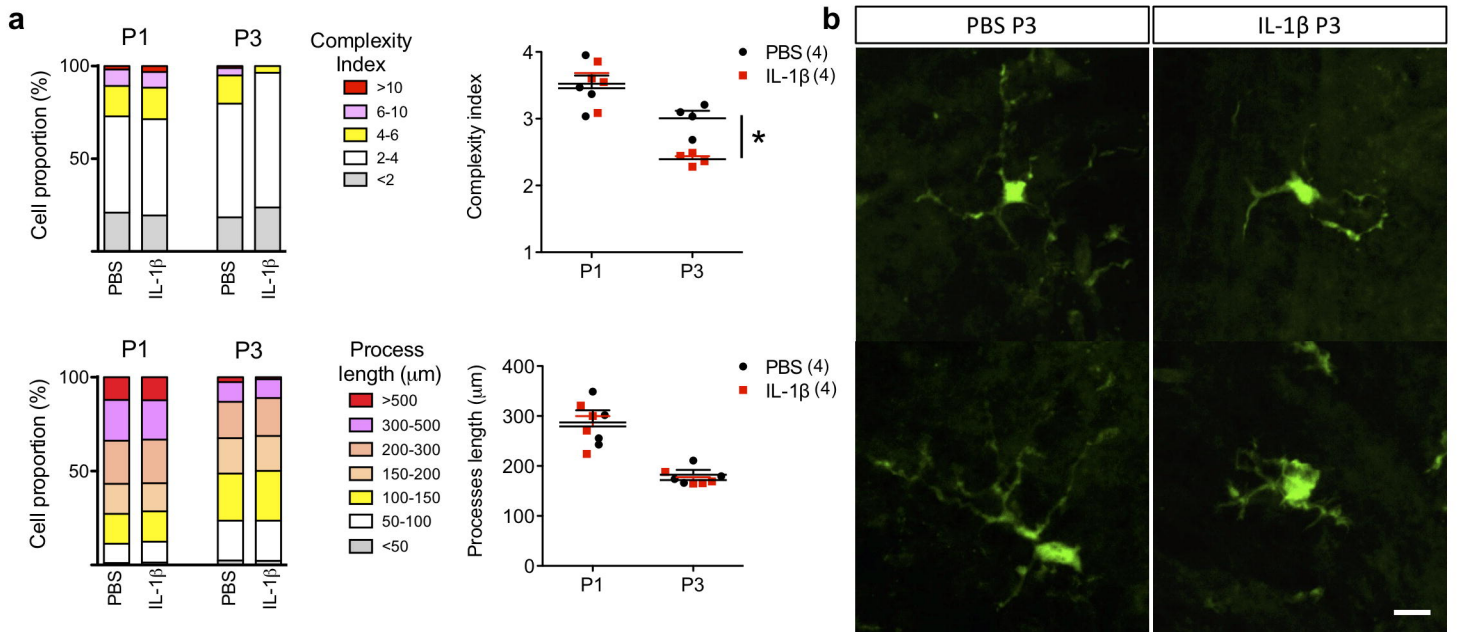 a
P1
P3
Cell proportion (%)
100
50
PBS
IL-1β
PBS
IL-1β
Complexity
Index
>10
6-10
4-6
2-4
<2
Complexity index
4
3
2
1
P1
P3
PBS (4)
IL-1β (4)
*
P1
P3
Cell proportion (%)
100
50
PBS
IL-1β
PBS
IL-1β
Process
length (μm)
>500
300-500
200-300
150-200
100-150
50-100
<50
Processes length (μm)
400
300
200
100
0
P1
P3
PBS (4)
IL-1β (4)
b
PBS P3
IL-1β P3